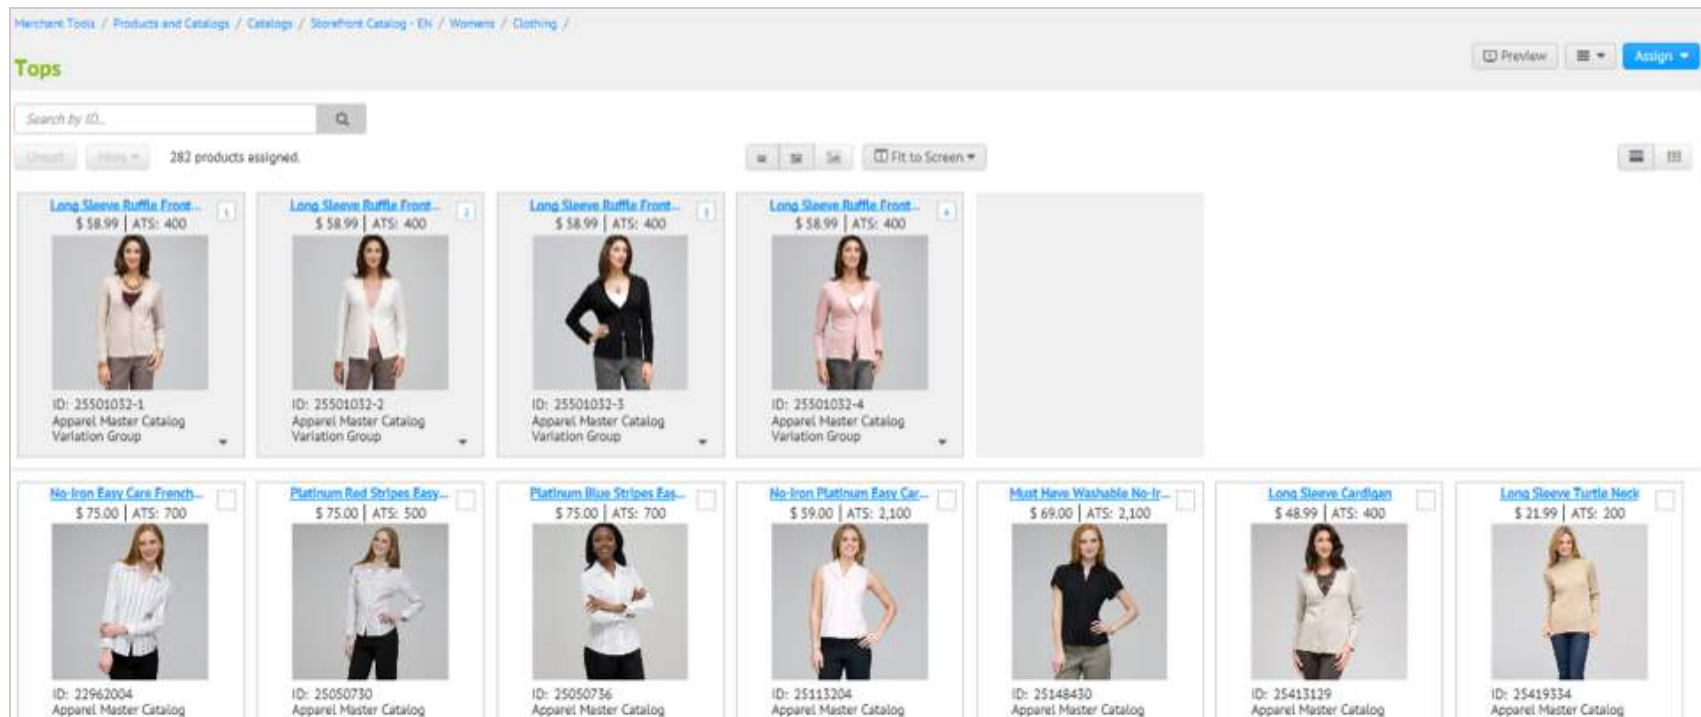 Merchant Tools / Products and Catalogs / Catalogs / Storefront Catalog - EN / Womens / Clothing /
Tops
Preview
Assign
Search by ID...
Unsort More 282 products assigned.
Fit to Screen
Long Sleeve Ruffle Front... 1
$ 58.99 | ATS: 400
ID: 25501032-1
Apparel Master Catalog
Variation Group
Long Sleeve Ruffle Front... 2
$ 58.99 | ATS: 400
ID: 25501032-2
Apparel Master Catalog
Variation Group
Long Sleeve Ruffle Front... 3
$ 58.99 | ATS: 400
ID: 25501032-3
Apparel Master Catalog
Variation Group
Long Sleeve Ruffle Front... 4
$ 58.99 | ATS: 400
ID: 25501032-4
Apparel Master Catalog
Variation Group
No-Iron Easy Care French...
$ 75.00 | ATS: 700
ID: 22962004
Apparel Master Catalog
Platinum Red Stripes Easy...
$ 75.00 | ATS: 500
ID: 25050730
Apparel Master Catalog
Platinum Blue Stripes Eas...
$ 75.00 | ATS: 700
ID: 25050736
Apparel Master Catalog
No-Iron Platinum Easy Car...
$ 59.00 | ATS: 2,100
ID: 25113204
Apparel Master Catalog
Must Have Washable No-Ir...
$ 69.00 | ATS: 2,100
ID: 25148430
Apparel Master Catalog
Long Sleeve Cardigan
$ 48.99 | ATS: 400
ID: 25413129
Apparel Master Catalog
Long Sleeve Turtle Neck
$ 21.99 | ATS: 200
ID: 25419334
Apparel Master Catalog